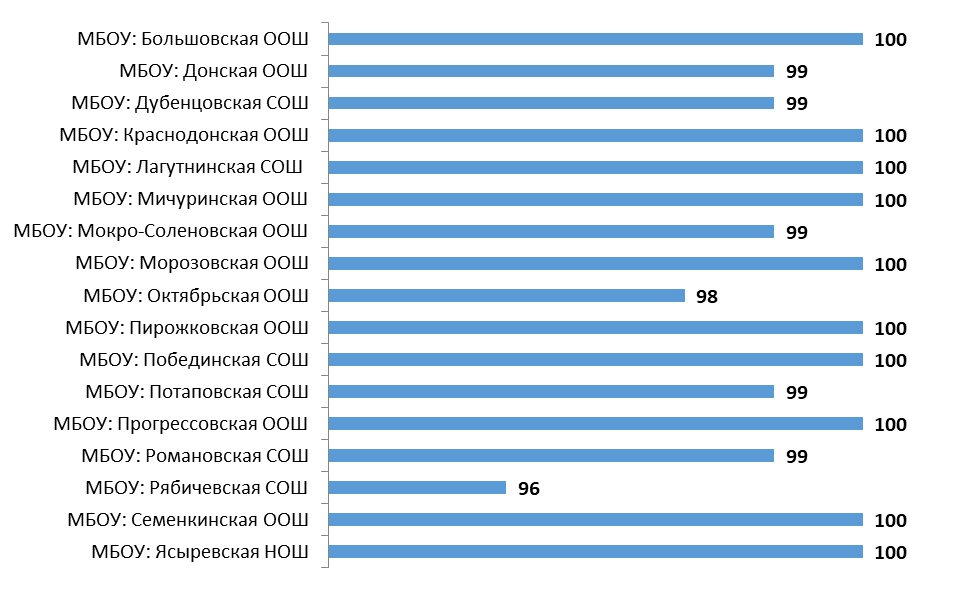 МБОУ: Большовская ООШ 100
МБОУ: Донская ООШ 99
МБОУ: Дубенцовская СОШ 99
МБОУ: Краснодонская ООШ 100
МБОУ: Лагутнинская СОШ 100
МБОУ: Мичуринская ООШ 100
МБОУ: Мокро-Соленовская ООШ 99
МБОУ: Морозовская ООШ 100
МБОУ: Октябрьская ООШ 98
МБОУ: Пирожковская ООШ 100
МБОУ: Побединская СОШ 100
МБОУ: Потаповская СОШ 99
МБОУ: Прогрессовская ООШ 100
МБОУ: Романовская СОШ 99
МБОУ: Рябичевская СОШ 96
МБОУ: Семенкинская ООШ 100
МБОУ: Ясыревская НОШ 100